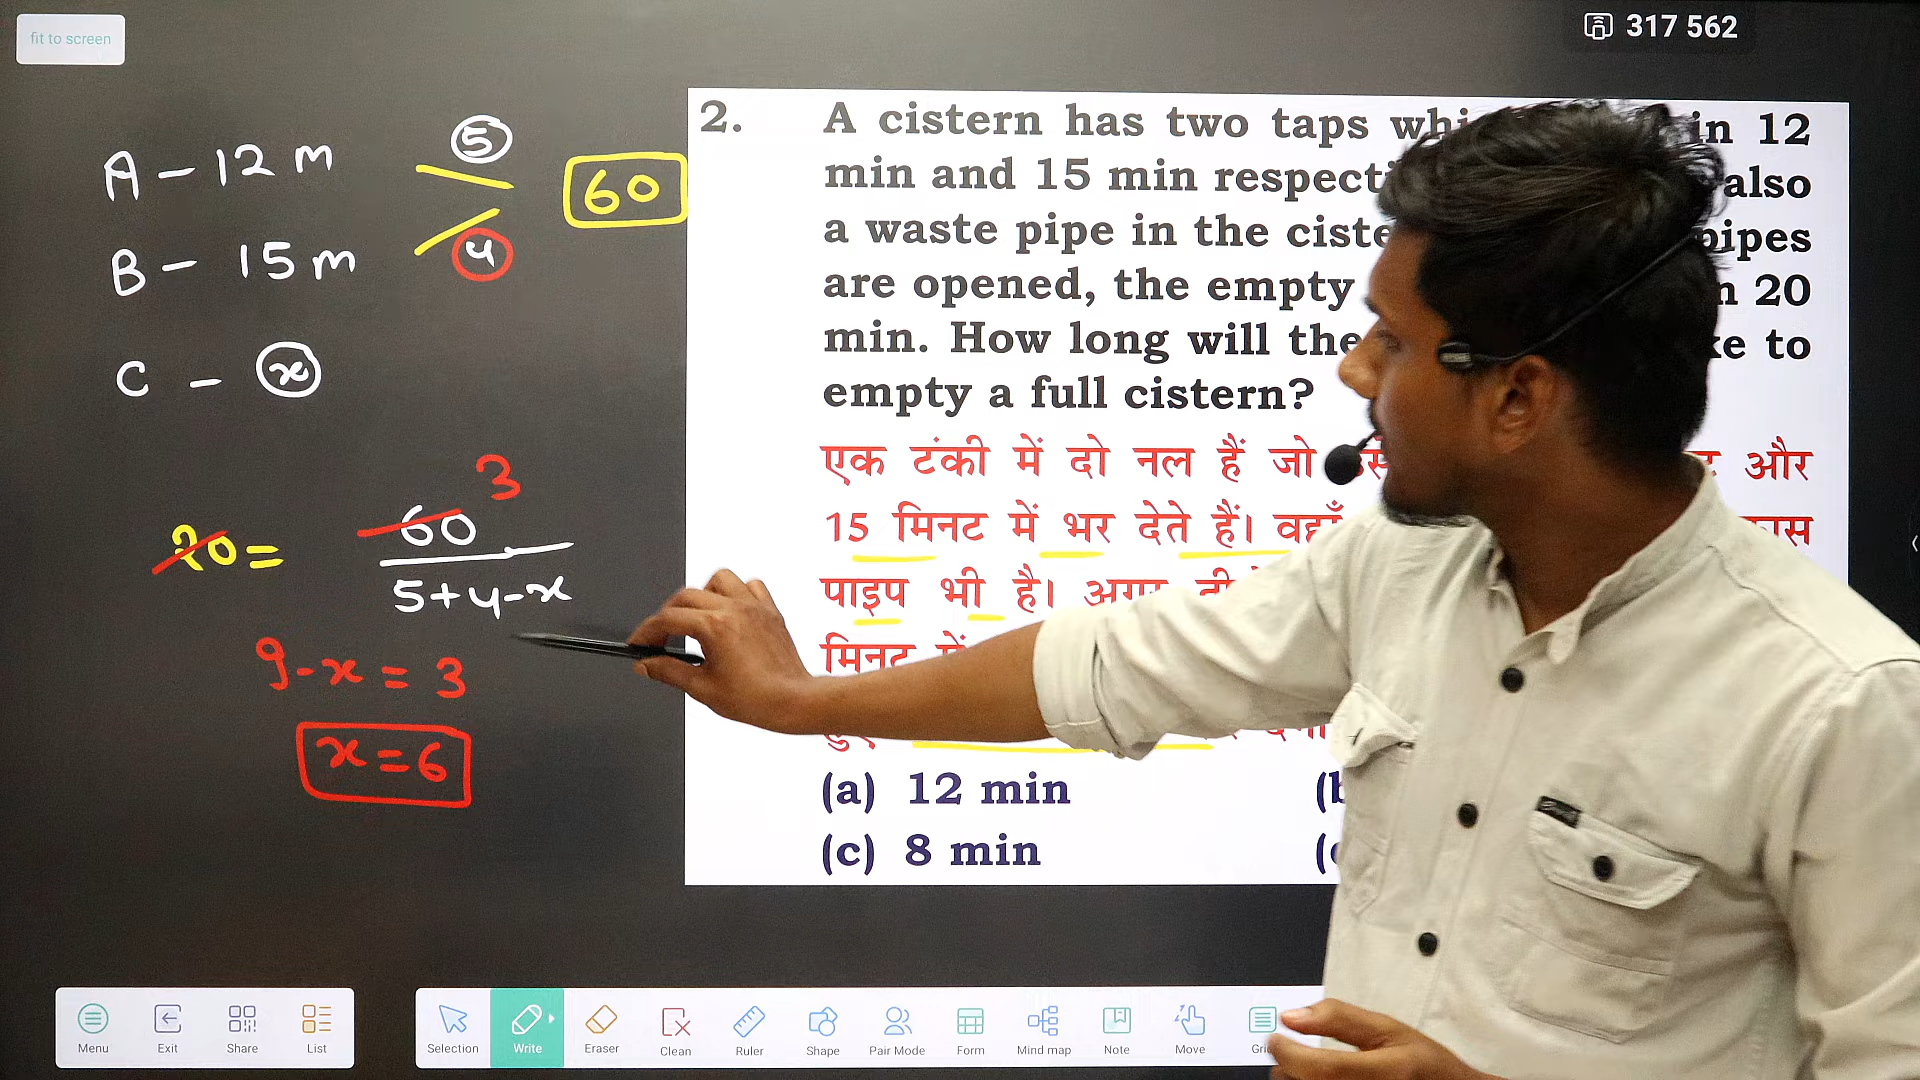 fit to screen
317 562
A - 12 m
5
60
B - 15 m
4
C - x
20 = 60 3
5+4-x
9-x = 3
x = 6
2. A cistern has two taps in 12
min and 15 min also
a waste pipe in the pipes
are opened, the empty 20
min. How long will the to
empty a full cistern?
एक टंकी में दो नल हैं जो और
15 मिनट में भर देते हैं। वहाँ
पाइप भी है। अगर
मिनट में
(a) 12 min
(c) 8 min
Menu Exit Share List Selection Write Eraser Clean Ruler Shape Pair Mode Form Mind map Note Move